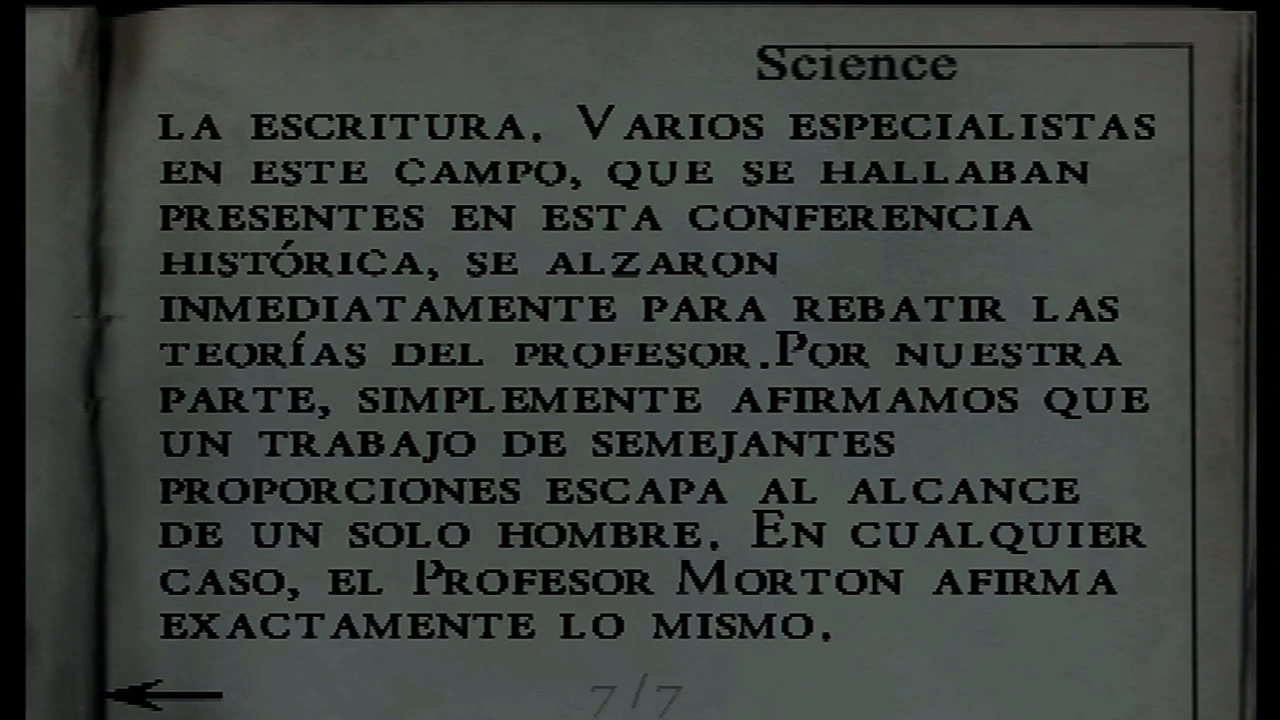 Science
LA ESCRITURA. VARIOS ESPECIALISTAS
EN ESTE CAMPO, QUE SE HALLABAN
PRESENTES EN ESTA CONFERENCIA
HISTÓRICA, SE ALZARON
INMEDIATAMENTE PARA REBATIR LAS
TEORÍAS DEL PROFESOR.POR NUESTRA
PARTE, SIMPLEMENTE AFIRMAMOS QUE
UN TRABAJO DE SEMEJANTES
PROPORCIONES ESCAPA AL ALCANCE
DE UN SOLO HOMBRE. EN CUALQUIER
CASO, EL PROFESOR MORTON AFIRMA
EXACTAMENTE LO MISMO.
7/7